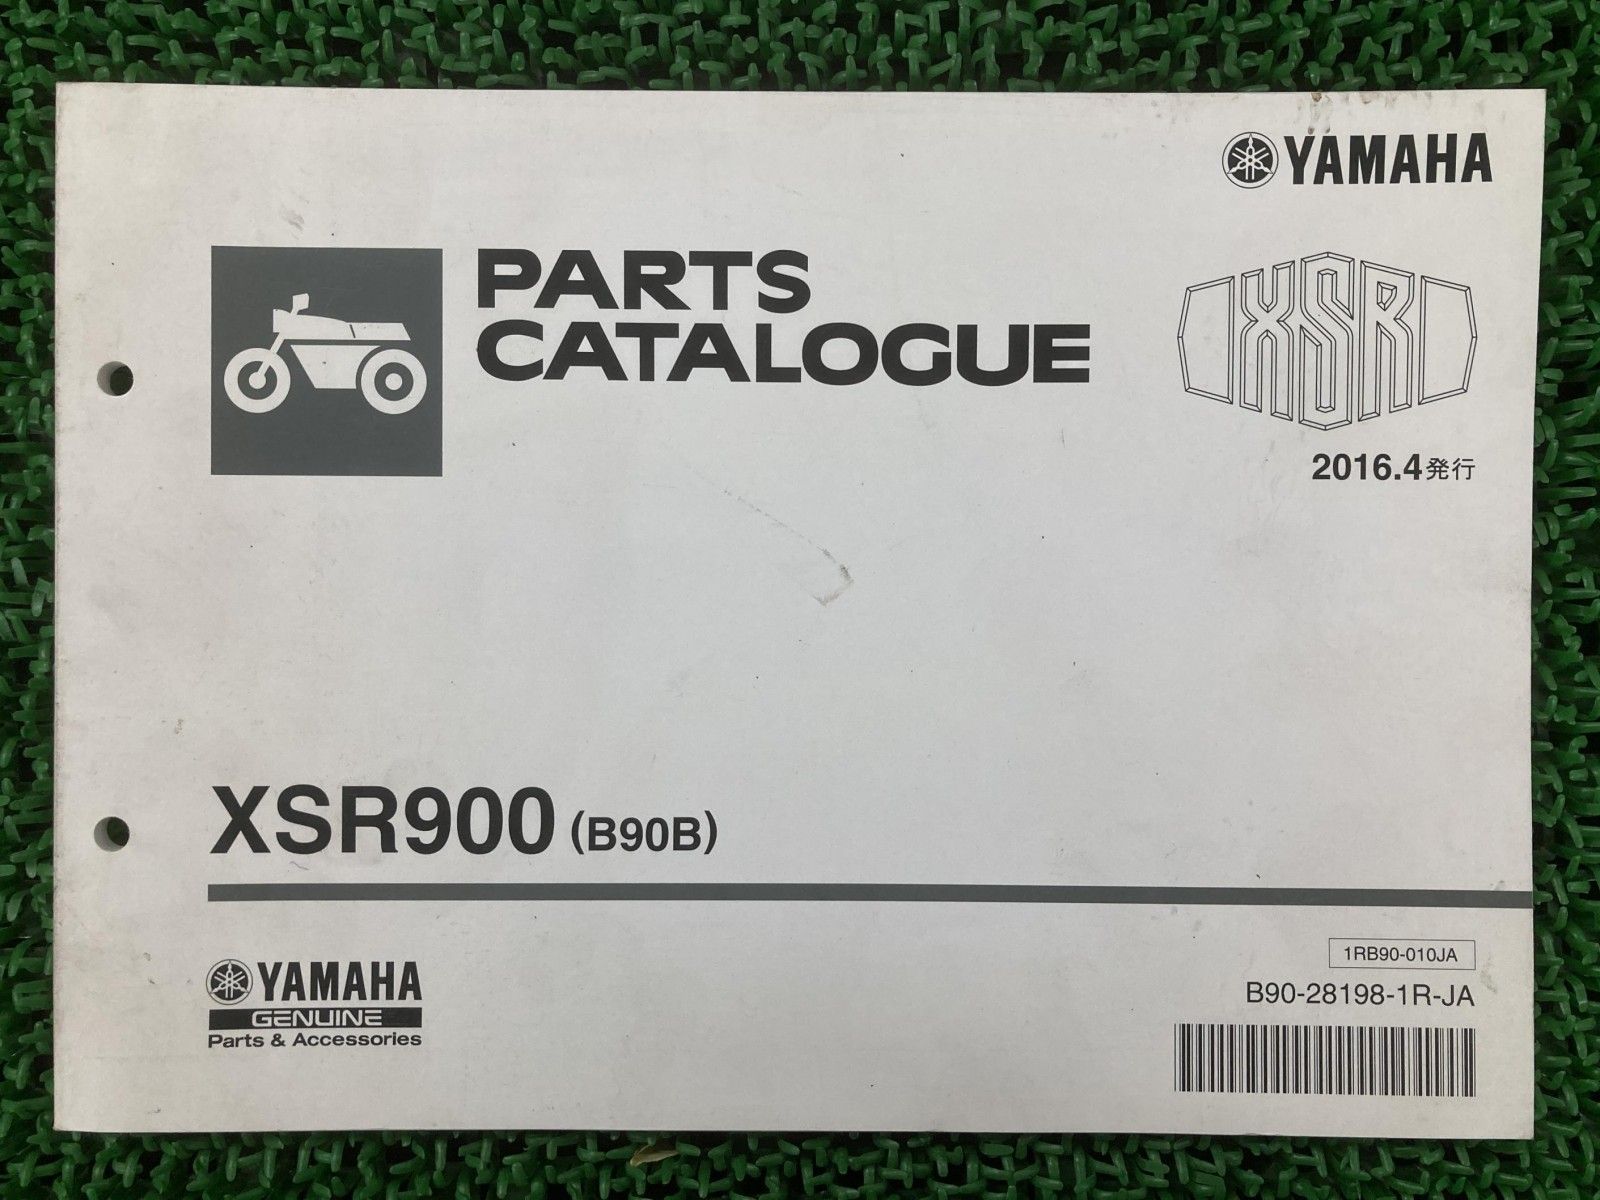 YAMAHA
PARTS
CATALOGUE
XSR
2016.4発行
XSR900 (B90B)
YAMAHA
GENUINE
Parts & Accessories
1RB90-010JA
B90-28198-1R-JA